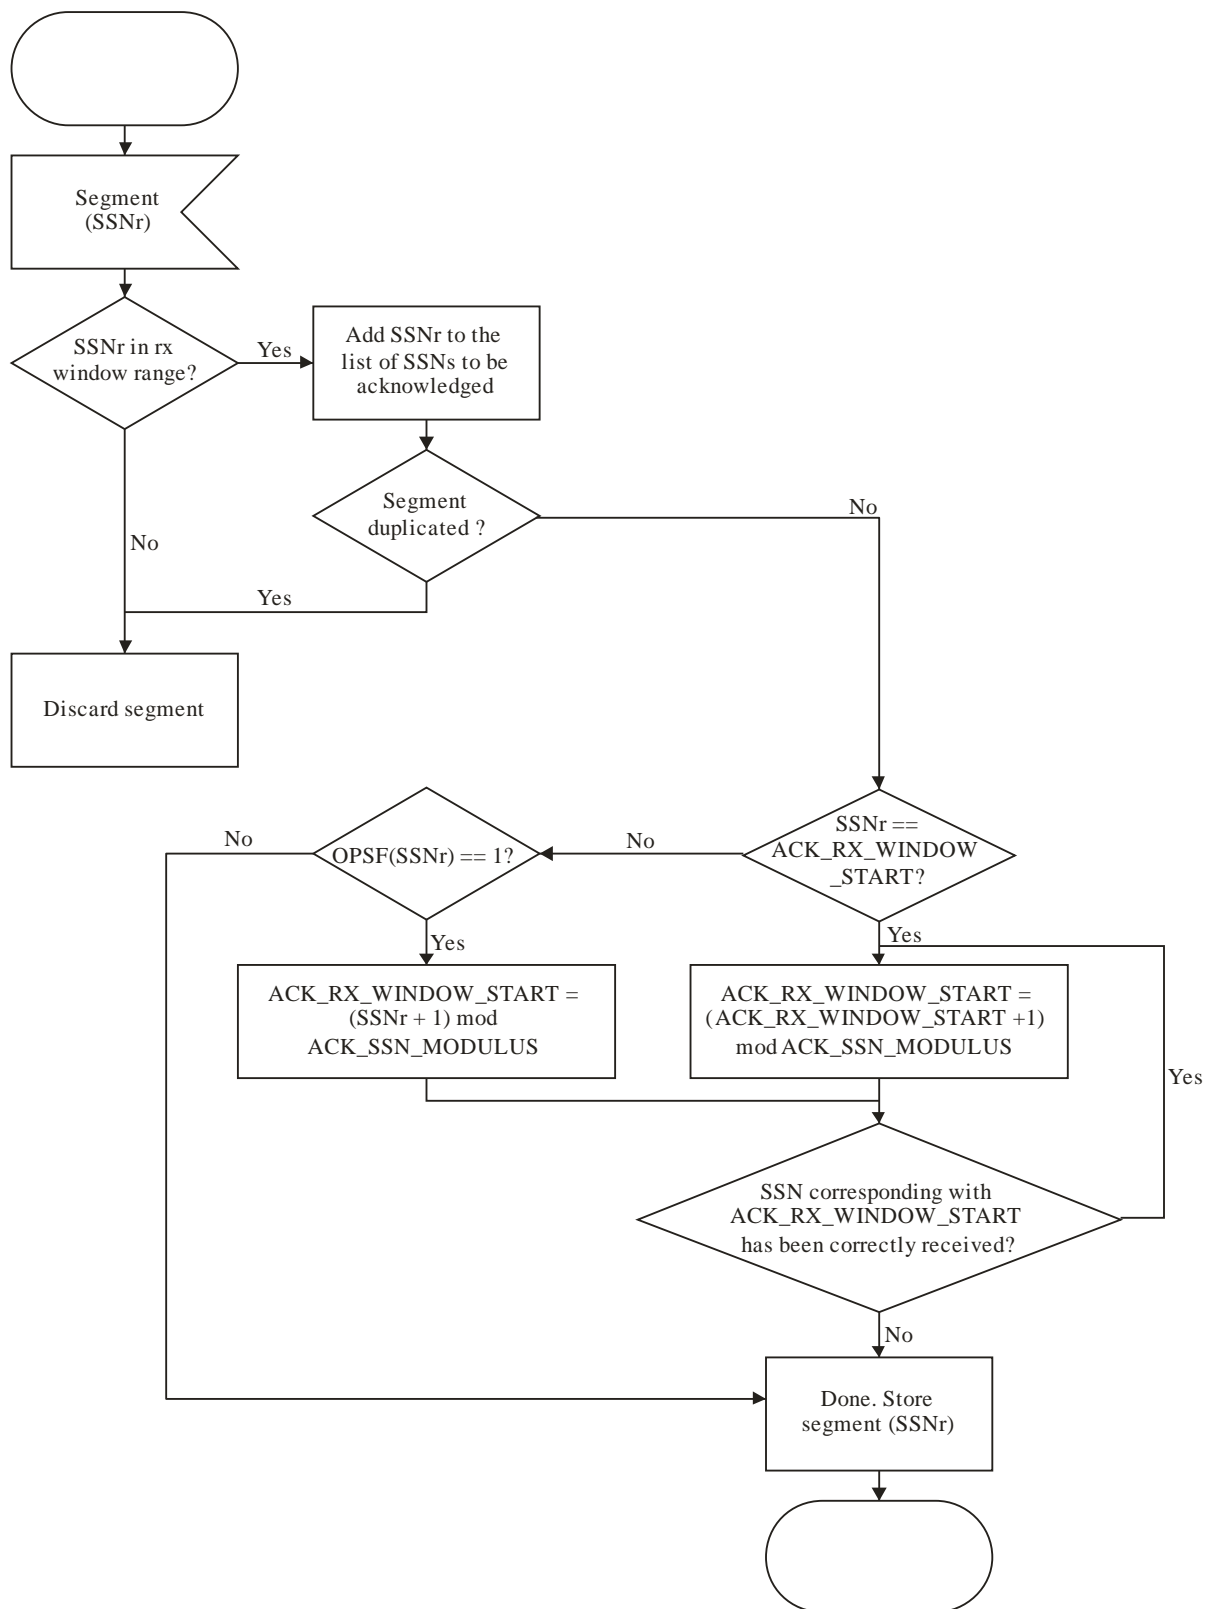 Segment
(SSNr)
SSNr in rx
window range?
Yes
Add SSNr to the
list of SSNs to be
acknowledged
Segment
duplicated ?
No
No
Yes
Discard segment
SSNr ==
ACK_RX_WINDOW
_START?
No
OPSF(SSNr) == 1?
No
Yes
Yes
ACK_RX_WINDOW_START =
(SSNr + 1) mod
ACK_SSN_MODULUS
ACK_RX_WINDOW_START =
(ACK_RX_WINDOW_START +1)
mod ACK_SSN_MODULUS
Yes
SSN corresponding with
ACK_RX_WINDOW_START
has been correctly received?
No
Done. Store
segment (SSNr)